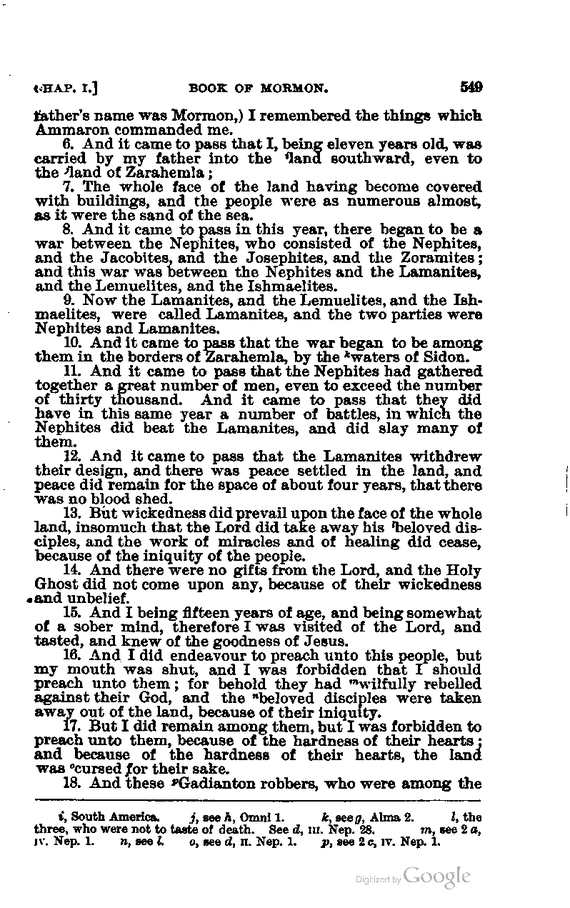 CHAP. I.] BOOK OF MORMON. 549
father's name was Mormon,) I remembered the things which
Ammaron commanded me.
6. And it came to pass that I, being eleven years old, was
carried by my father into the ⁱland southward, even to
the ʲland of Zarahemla;
7. The whole face of the land having become covered
with buildings, and the people were as numerous almost,
as it were the sand of the sea.
8. And it came to pass in this year, there began to be a
war between the Nephites, who consisted of the Nephites,
and the Jacobites, and the Josephites, and the Zoramites;
and this war was between the Nephites and the Lamanites,
and the Lemuelites, and the Ishmaelites.
9. Now the Lamanites, and the Lemuelites, and the Ish-
maelites, were called Lamanites, and the two parties were
Nephites and Lamanites.
10. And it came to pass that the war began to be among
them in the borders of Zarahemla, by the ᵏwaters of Sidon.
11. And it came to pass that the Nephites had gathered
together a great number of men, even to exceed the number
of thirty thousand. And it came to pass that they did
have in this same year a number of battles, in which the
Nephites did beat the Lamanites, and did slay many of
them.
12. And it came to pass that the Lamanites withdrew
their design, and there was peace settled in the land, and
peace did remain for the space of about four years, that there
was no blood shed.
13. But wickedness did prevail upon the face of the whole
land, insomuch that the Lord did take away his ˡbeloved dis-
ciples, and the work of miracles and of healing did cease,
because of the iniquity of the people.
14. And there were no gifts from the Lord, and the Holy
Ghost did not come upon any, because of their wickedness
and unbelief.
15. And I being fifteen years of age, and being somewhat
of a sober mind, therefore I was visited of the Lord, and
tasted, and knew of the goodness of Jesus.
16. And I did endeavour to preach unto this people, but
my mouth was shut, and I was forbidden that I should
preach unto them; for behold they had ᵐwilfully rebelled
against their God, and the ⁿbeloved disciples were taken
away out of the land, because of their iniquity.
17. But I did remain among them, but I was forbidden to
preach unto them, because of the hardness of their hearts;
and because of the hardness of their hearts, the land
was ᵒcursed for their sake.
18. And these ᵖGadianton robbers, who were among the
i, South America. j, see h, Omni 1. k, see g, Alma 2. l, the
three, who were not to taste of death. See d, III. Nep. 28. m, see 2 a,
IV. Nep. 1. n, see l. o, see d, II. Nep. 1. p, see 2 c, IV. Nep. 1.
Digitized by Google